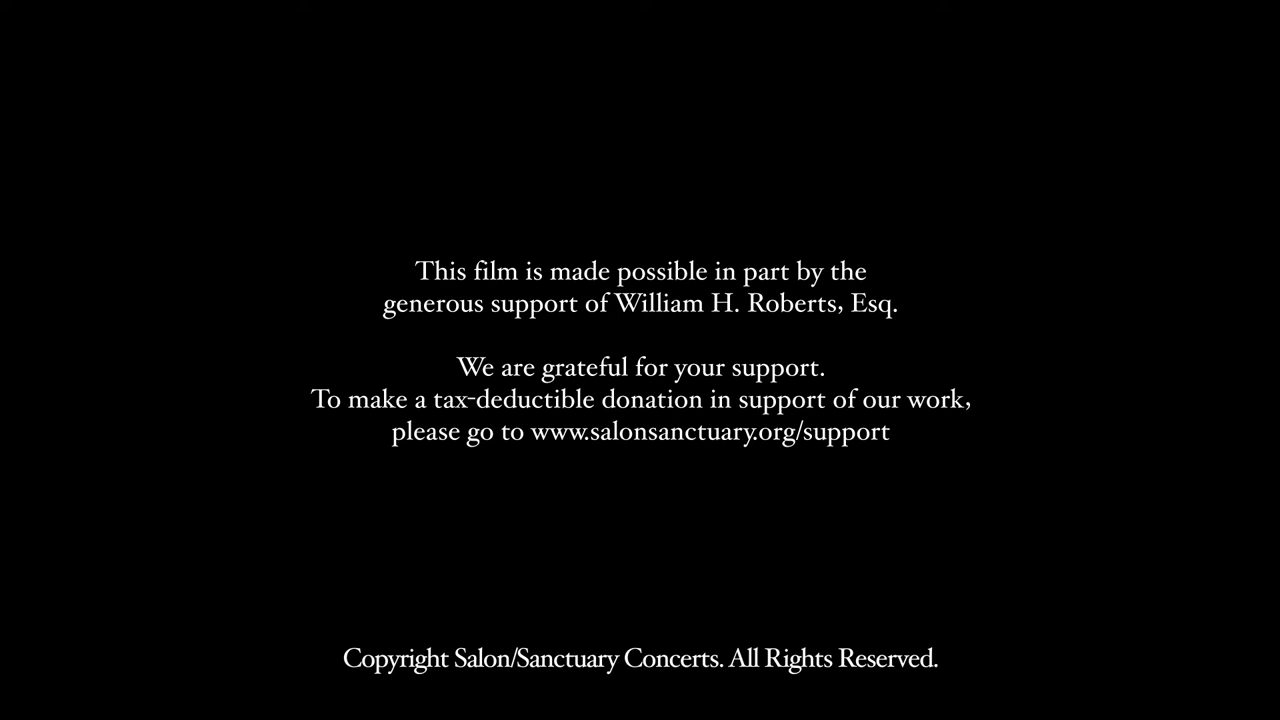 This film is made possible in part by the
generous support of William H. Roberts, Esq.
We are grateful for your support.
To make a tax-deductible donation in support of our work,
please go to www.salonsanctuary.org/support
Copyright Salon/Sanctuary Concerts. All Rights Reserved.